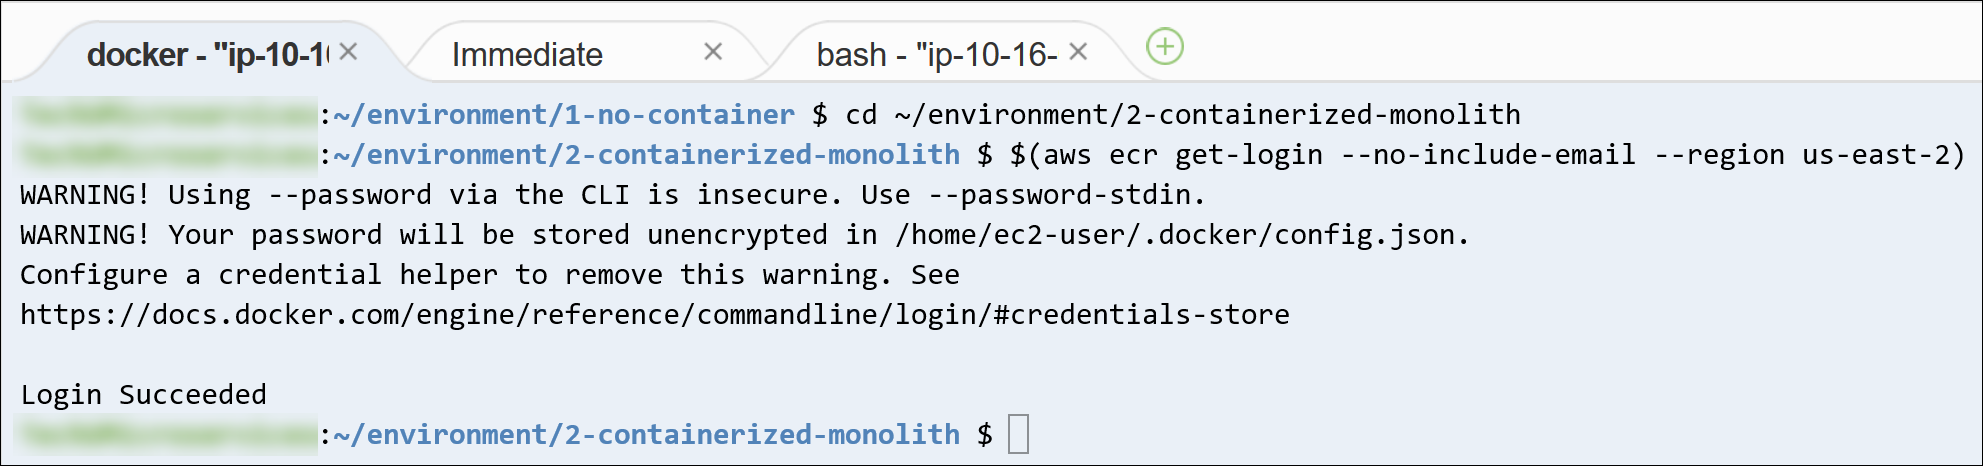 docker - "ip-10-1
Immediate
bash - "ip-10-16-
:~/environment/1-no-container $ cd ~/environment/2-containerized-monolith
:~/environment/2-containerized-monolith $ $(aws ecr get-login --no-include-email --region us-east-2)
WARNING! Using --password via the CLI is insecure. Use --password-stdin.
WARNING! Your password will be stored unencrypted in /home/ec2-user/.docker/config.json.
Configure a credential helper to remove this warning. See
https://docs.docker.com/engine/reference/commandline/login/#credentials-store
Login Succeeded
:~/environment/2-containerized-monolith $